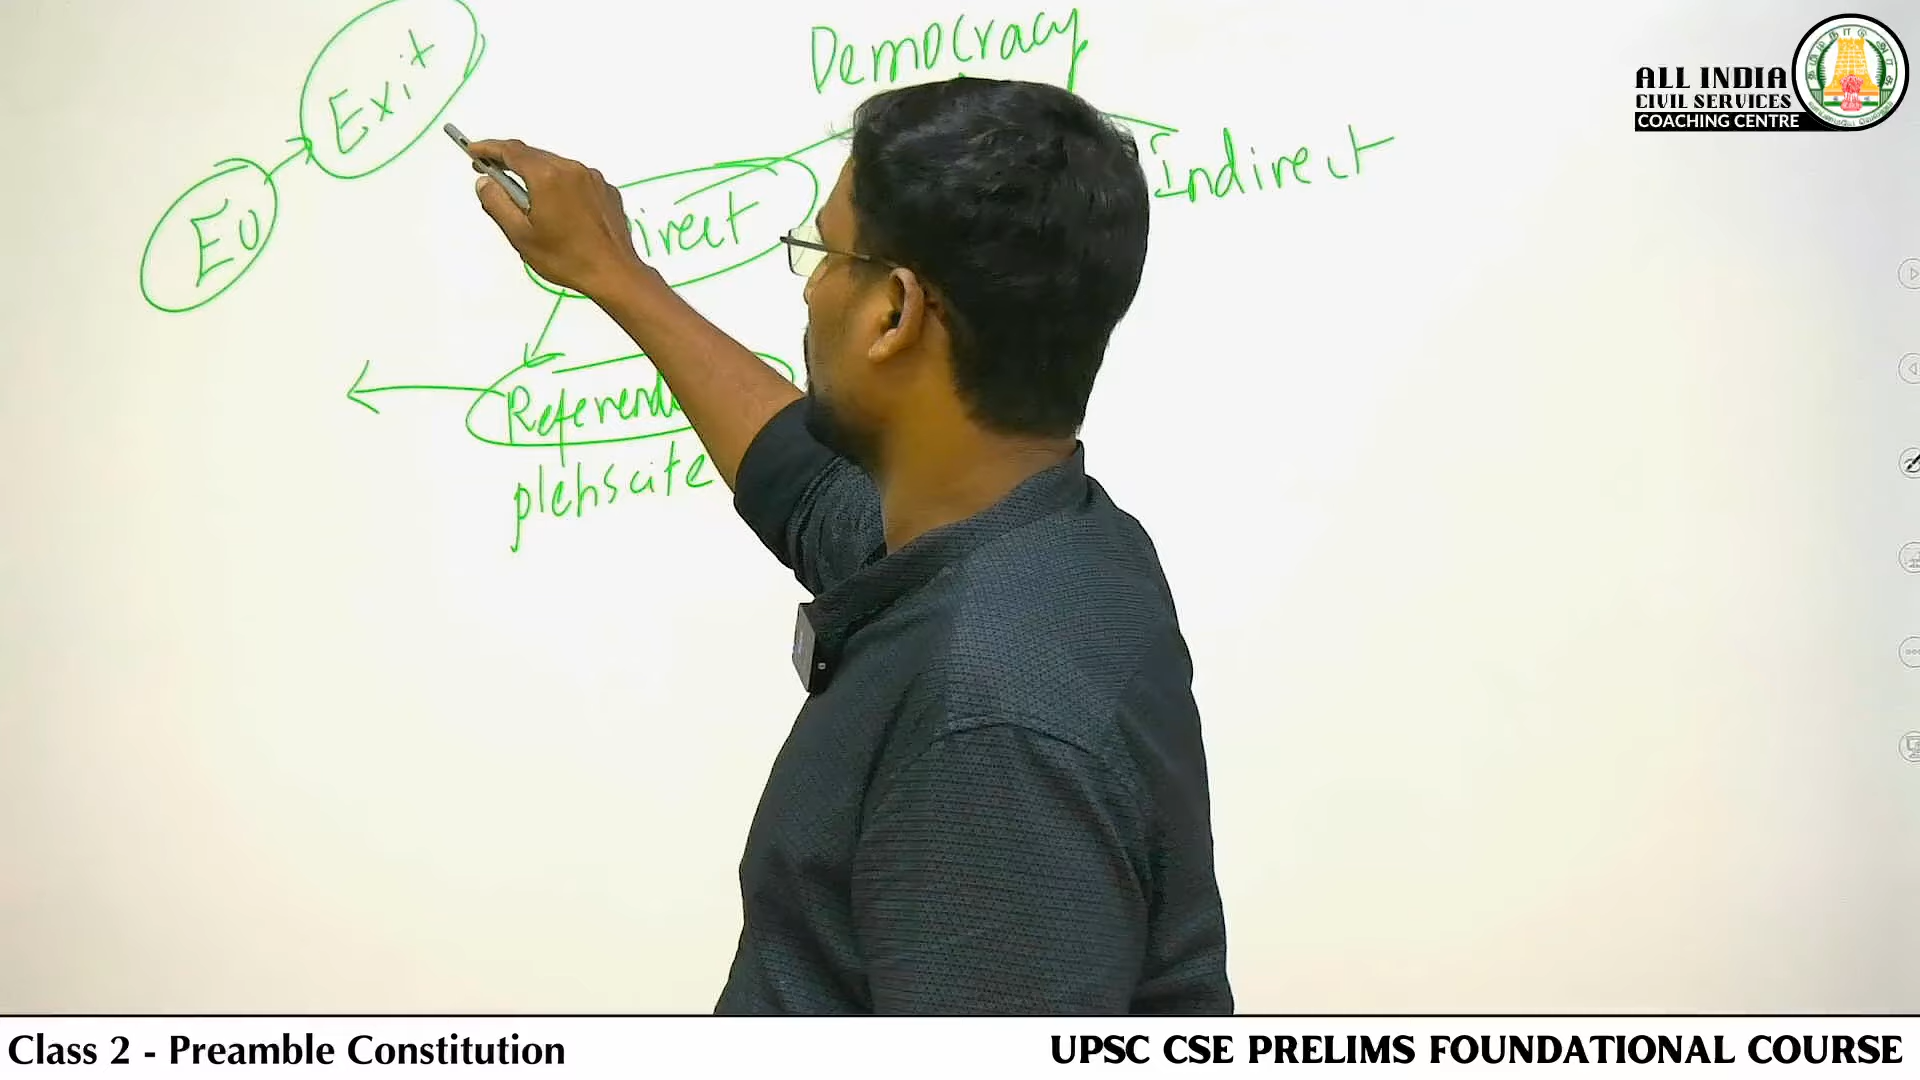 Exit
Democracy
EU
irect
Indirect
Referend
plebscite
ALL INDIA
CIVIL SERVICES
COACHING CENTRE
Class 2 - Preamble Constitution
UPSC CSE PRELIMS FOUNDATIONAL COURSE